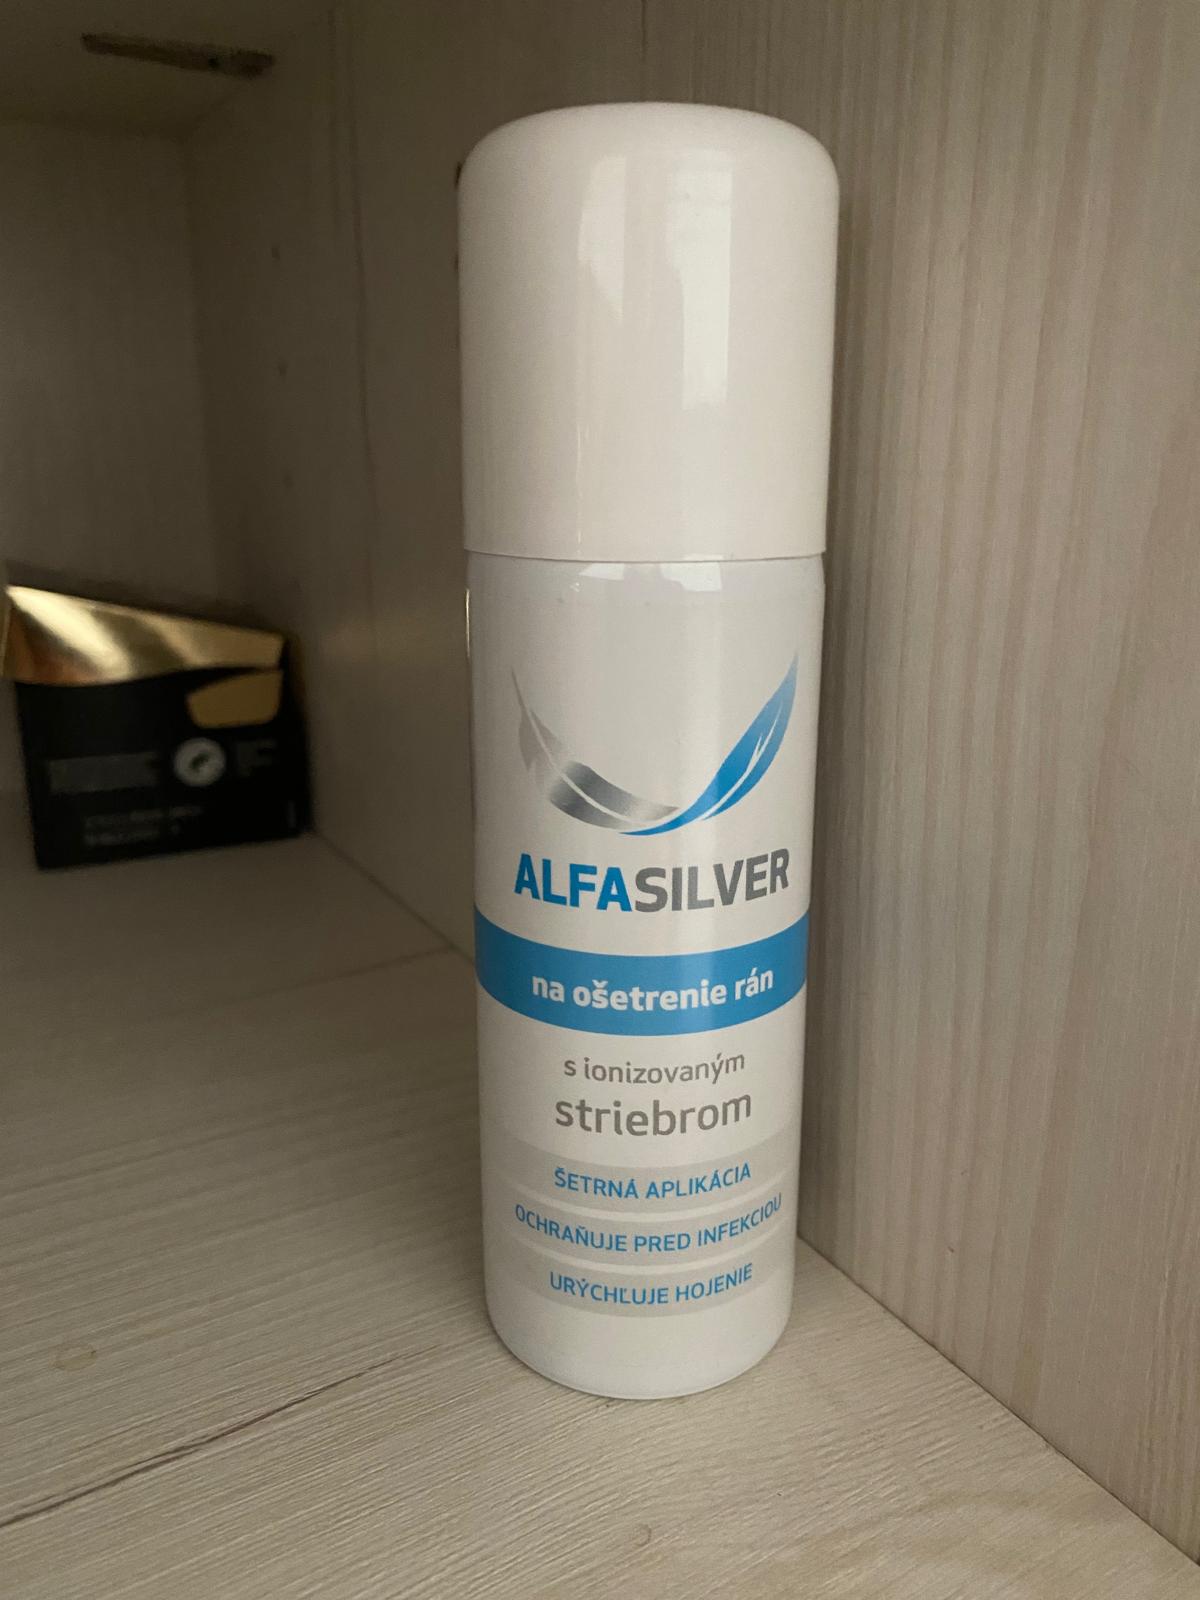 ALFASILVER
na ošetrenie rán
s ionizovaným
striebrom
ŠETRNÁ APLIKÁCIA
OCHRAŇUJE PRED INFEKCIOU
URÝCHĽUJE HOJENIE